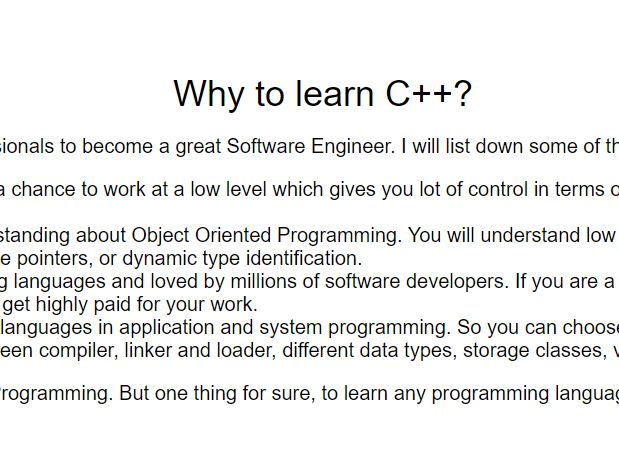 Why to learn C++?
sionals to become a great Software Engineer. I will list down some of th
a chance to work at a low level which gives you lot of control in terms o
standing about Object Oriented Programming. You will understand low
e pointers, or dynamic type identification.
g languages and loved by millions of software developers. If you are a
get highly paid for your work.
languages in application and system programming. So you can choose
een compiler, linker and loader, different data types, storage classes, v
Programming. But one thing for sure, to learn any programming languag